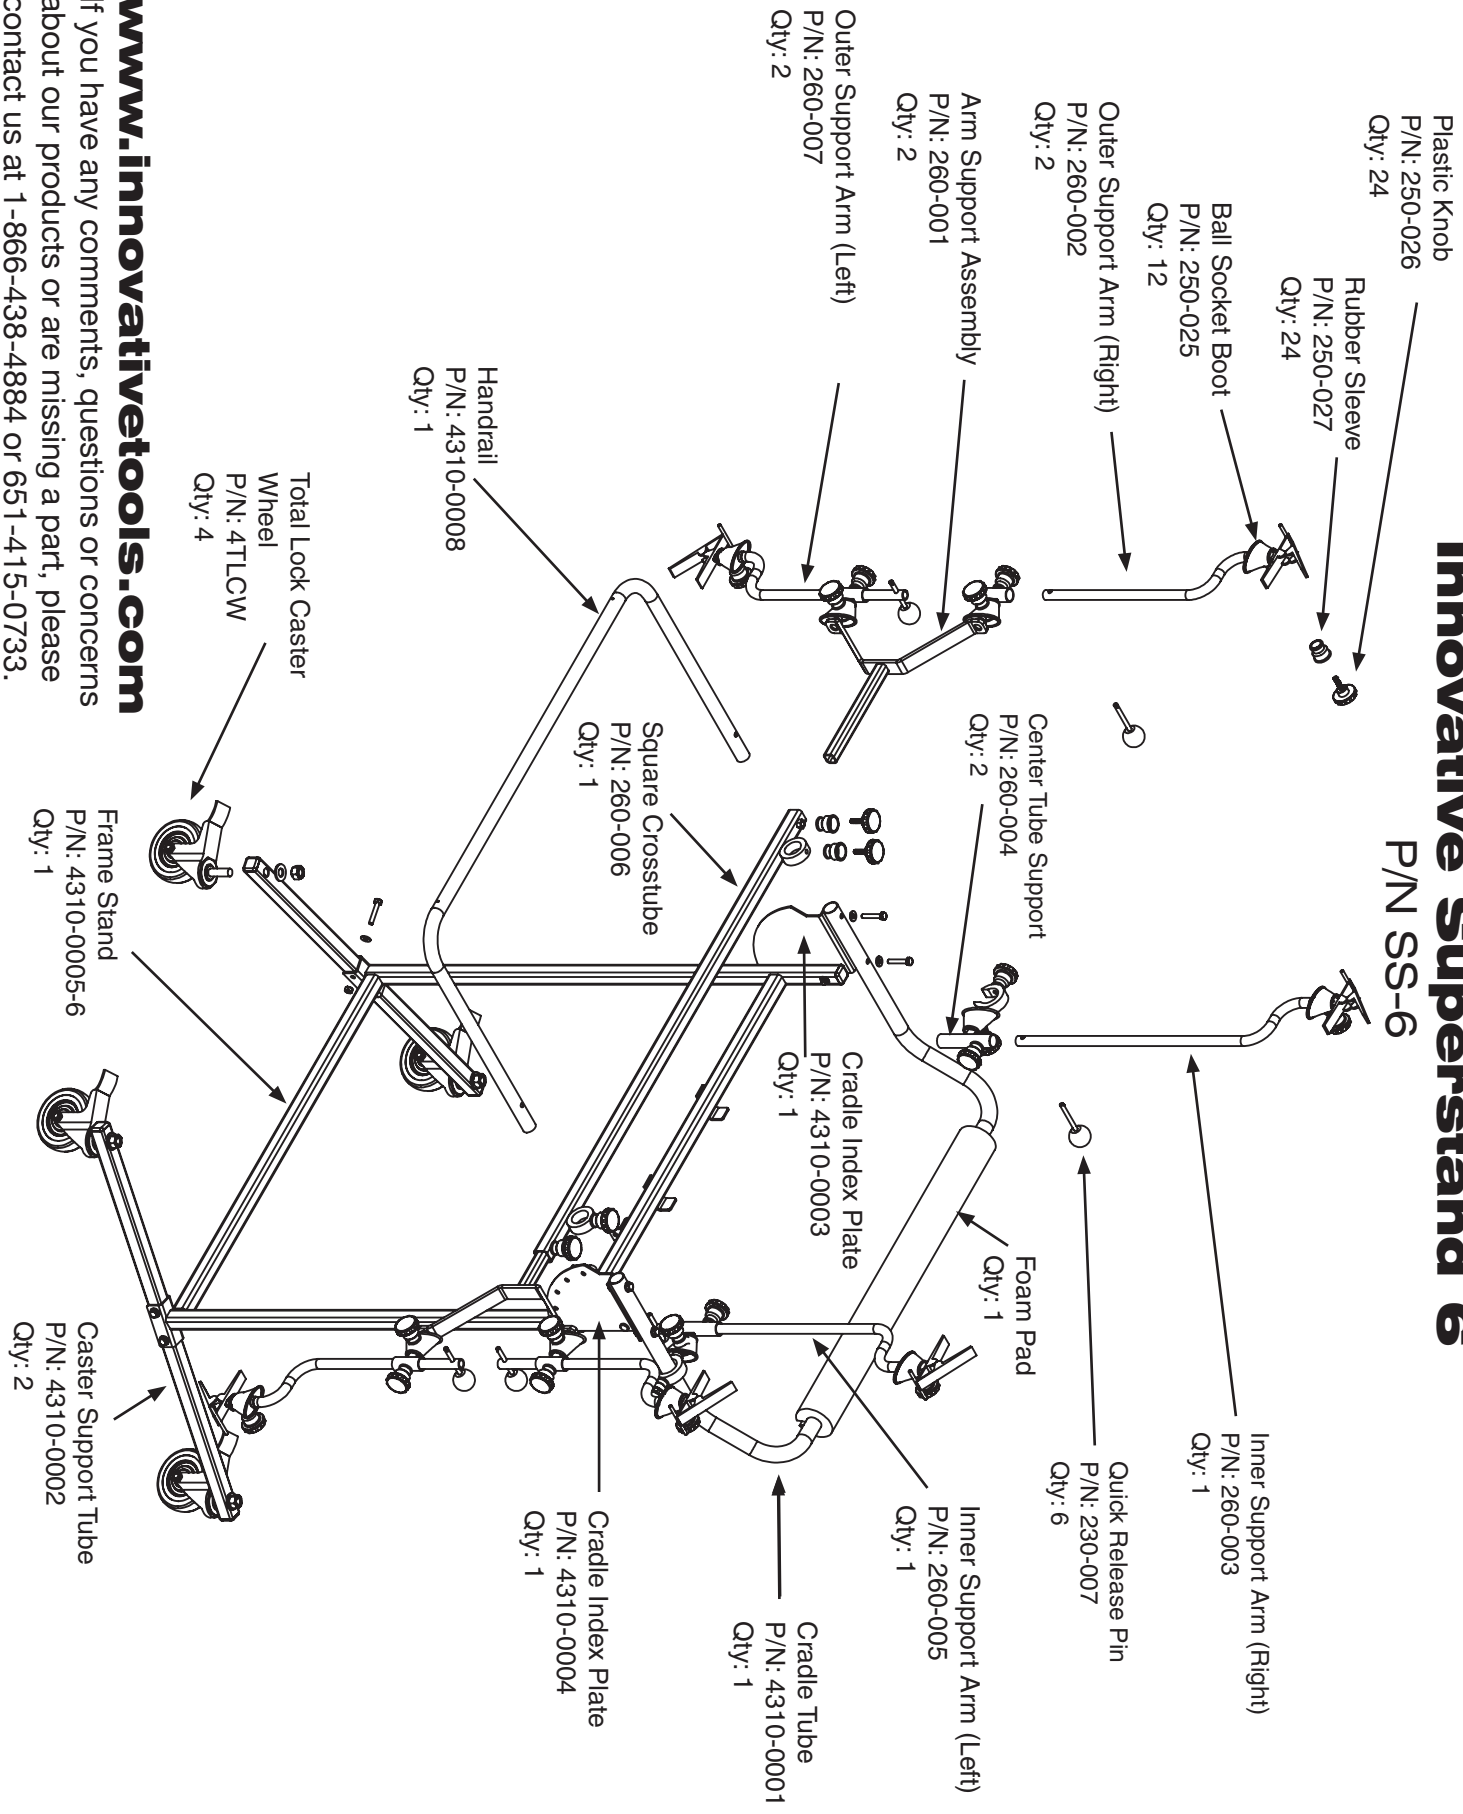 Innovative Superstand 6
P/N SS-6
Plastic Knob
P/N: 250-026
Qty: 24
Rubber Sleeve
P/N: 250-027
Qty: 24
Ball Socket Boot
P/N: 250-025
Qty: 12
Outer Support Arm (Right)
P/N: 260-002
Qty: 2
Arm Support Assembly
P/N: 260-001
Qty: 2
Outer Support Arm (Left)
P/N: 260-007
Qty: 2
Inner Support Arm (Right)
P/N: 260-003
Qty: 1
Quick Release Pin
P/N: 230-007
Qty: 6
Foam Pad
Qty: 1
Center Tube Support
P/N: 260-004
Qty: 2
Inner Support Arm (Left)
P/N: 260-005
Qty: 1
Cradle Index Plate
P/N: 4310-0003
Qty: 1
Cradle Tube
P/N: 4310-0001
Qty: 1
Square Crosstube
P/N: 260-006
Qty: 1
Cradle Index Plate
P/N: 4310-0004
Qty: 1
Handrail
P/N: 4310-0008
Qty: 1
Total Lock Caster
Wheel
P/N: 4TLCW
Qty: 4
Frame Stand
P/N: 4310-0005-6
Qty: 1
Caster Support Tube
P/N: 4310-0002
Qty: 2
www.innovativetools.com
If you have any comments, questions or concerns
about our products or are missing a part, please
contact us at 1-866-438-4884 or 651-415-0733.